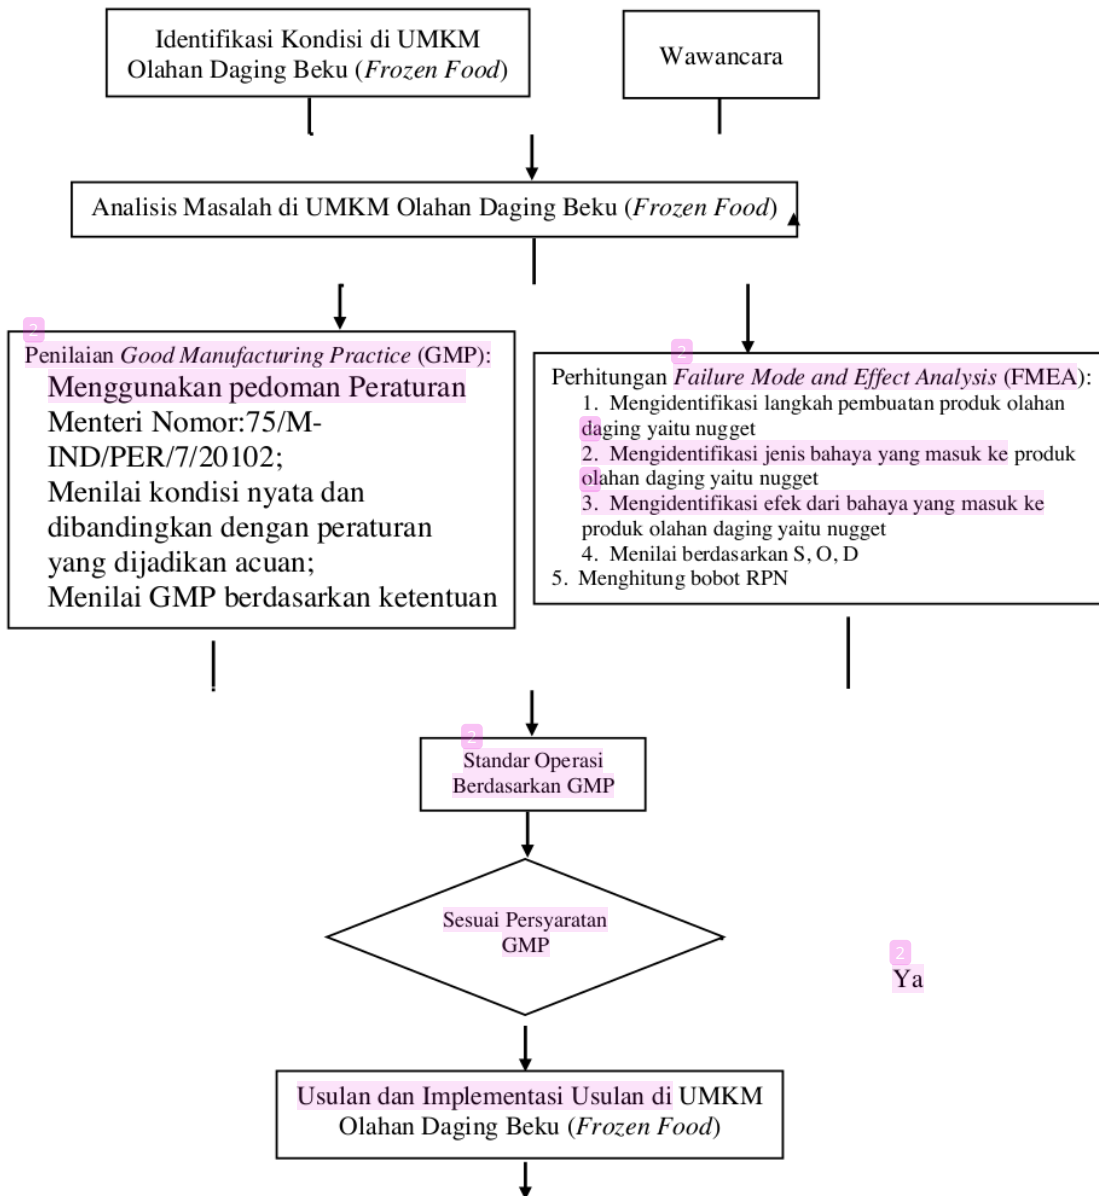 Identifikasi Kondisi di UMKM
Olahan Daging Beku (Frozen Food)
Wawancara
Analisis Masalah di UMKM Olahan Daging Beku (Frozen Food)
2
Penilaian Good Manufacturing Practice (GMP):
Menggunakan pedoman Peraturan
Menteri Nomor:75/M-
IND/PER/7/20102;
Menilai kondisi nyata dan
dibandingkan dengan peraturan
yang dijadikan acuan;
Menilai GMP berdasarkan ketentuan
2
Perhitungan Failure Mode and Effect Analysis (FMEA):
1. Mengidentifikasi langkah pembuatan produk olahan
daging yaitu nugget
2. Mengidentifikasi jenis bahaya yang masuk ke produk
olahan daging yaitu nugget
3. Mengidentifikasi efek dari bahaya yang masuk ke
produk olahan daging yaitu nugget
4. Menilai berdasarkan S, O, D
5. Menghitung bobot RPN
2
Standar Operasi
Berdasarkan GMP
Sesuai Persyaratan
GMP
2
Ya
Usulan dan Implementasi Usulan di UMKM
Olahan Daging Beku (Frozen Food)